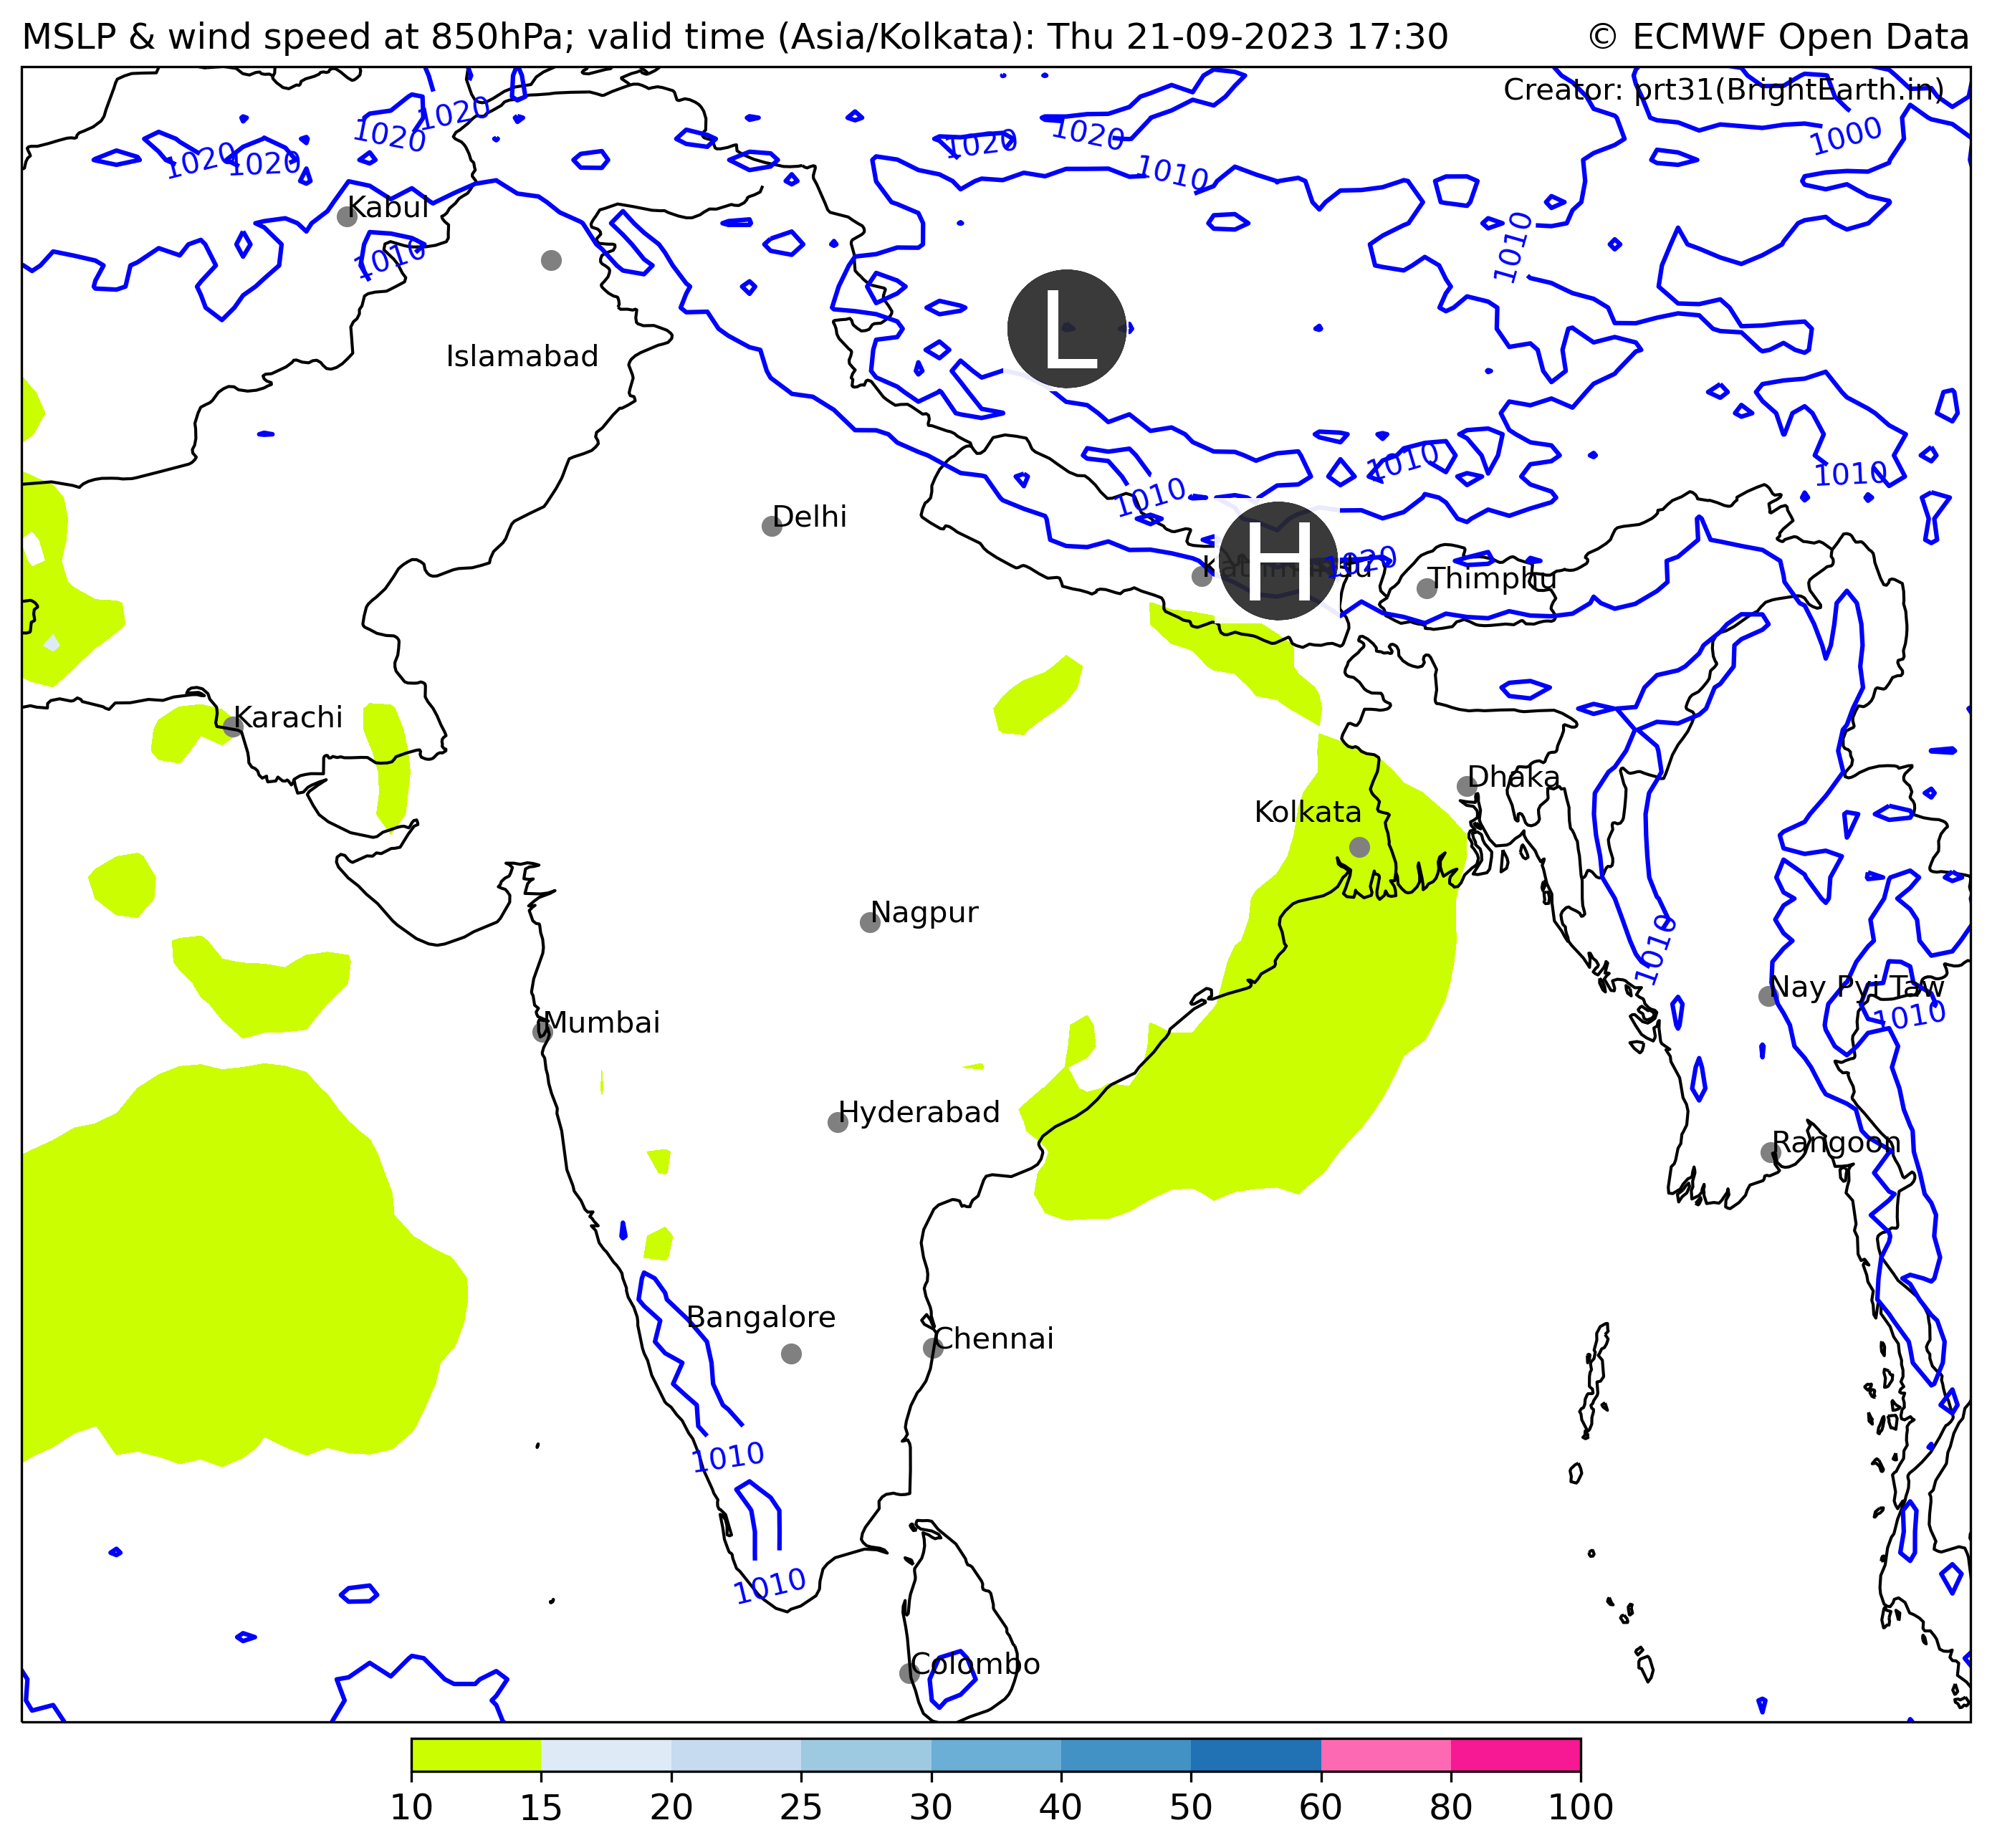 MSLP & wind speed at 850hPa; valid time (Asia/Kolkata): Thu 21-09-2023 17:30
© ECMWF Open Data
Creator: prt31(BrightEarth.in)
1020
1020
1020
1020
1020
1020
1000
1010
Kabul
1010
1010
L
Islamabad
1010
1010
1010
Delhi
H
1020
Thimphu
Karachi
Dhaka
Kolkata
Nagpur
1010
Nay Pyi Taw
1010
Mumbai
Hyderabad
Rangoon
Bangalore
Chennai
1010
1010
Colombo
10 15 20 25 30 40 50 60 80 100